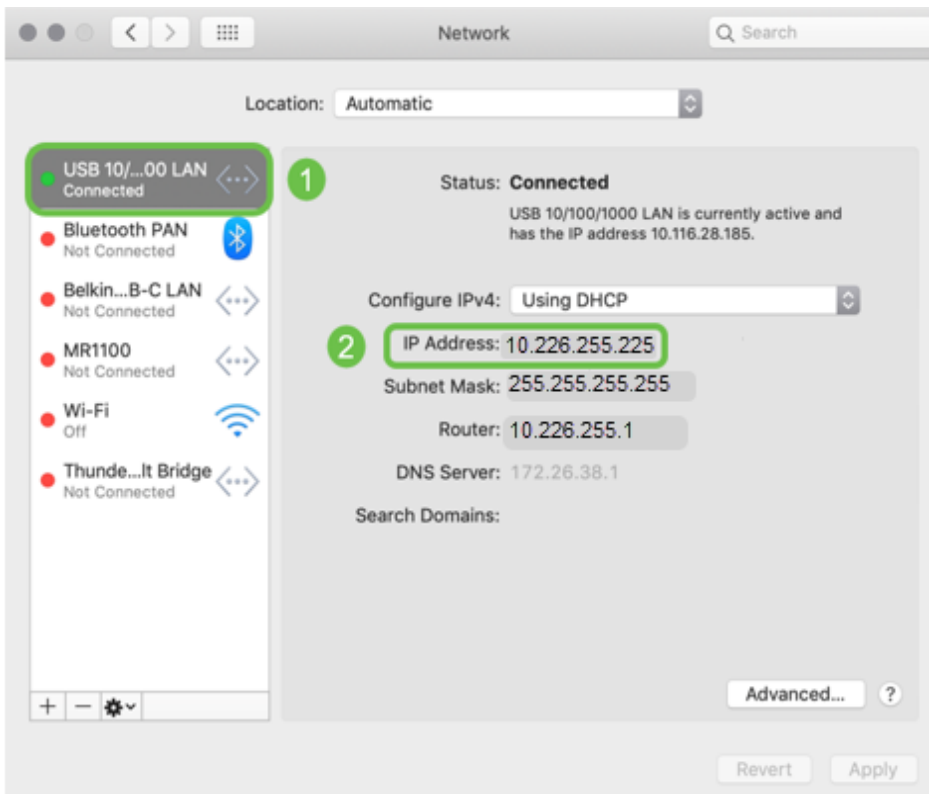 Network
Search
Location: Automatic
USB 10/...00 LAN
Connected
1
Bluetooth PAN
Not Connected
Belkin...B-C LAN
Not Connected
MR1100
Not Connected
Wi-Fi
Off
Thunde...lt Bridge
Not Connected
Status: Connected
USB 10/100/1000 LAN is currently active and
has the IP address 10.116.28.185.
Configure IPv4: Using DHCP
2
IP Address: 10.226.255.225
Subnet Mask: 255.255.255.255
Router: 10.226.255.1
DNS Server: 172.26.38.1
Search Domains:
Advanced... ?
Revert Apply